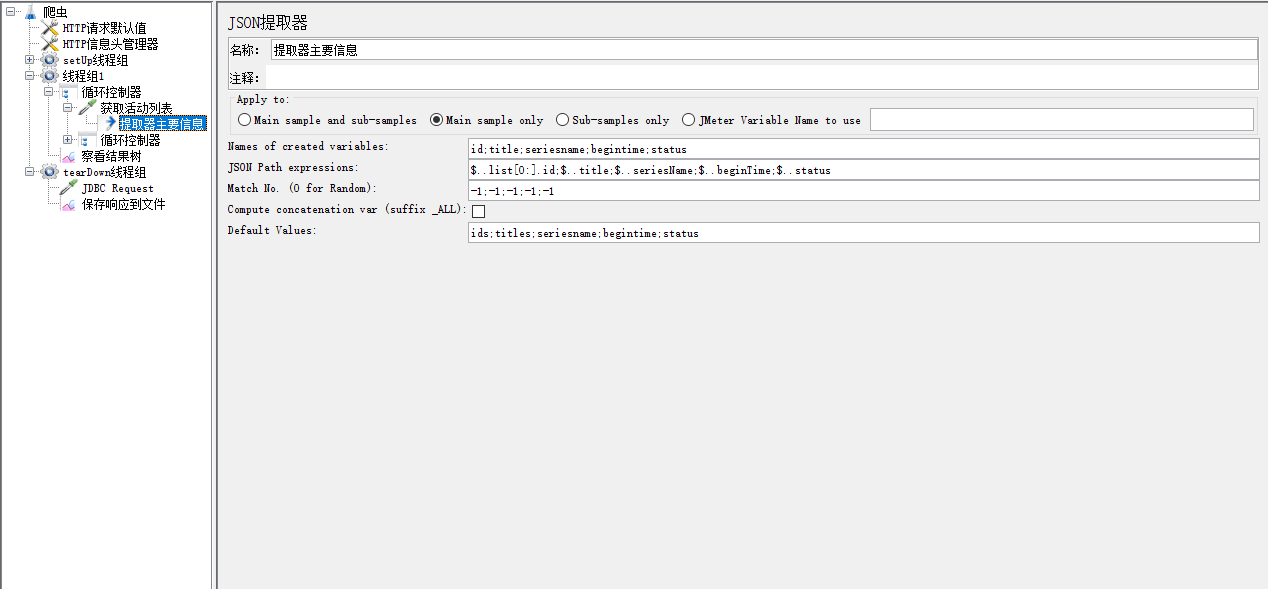 爬虫
HTTP请求默认值
HTTP信息头管理器
setUp线程组
线程组1
循环控制器
获取活动列表
提取器主要信息
循环控制器
察看结果树
tearDown线程组
JDBC Request
保存响应到文件
JSON提取器
名称： 提取器主要信息
注释：
Apply to:
Main sample and sub-samples Main sample only Sub-samples only JMeter Variable Name to use
Names of created variables: id;title;seriesname;begintime;status
JSON Path expressions: $..list[0:].id;$..title;$..seriesName;$..beginTime;$..status
Match No. (0 for Random): -1;-1;-1;-1;-1
Compute concatenation var (suffix _ALL):
Default Values: ids;titles;seriesname;begintime;status